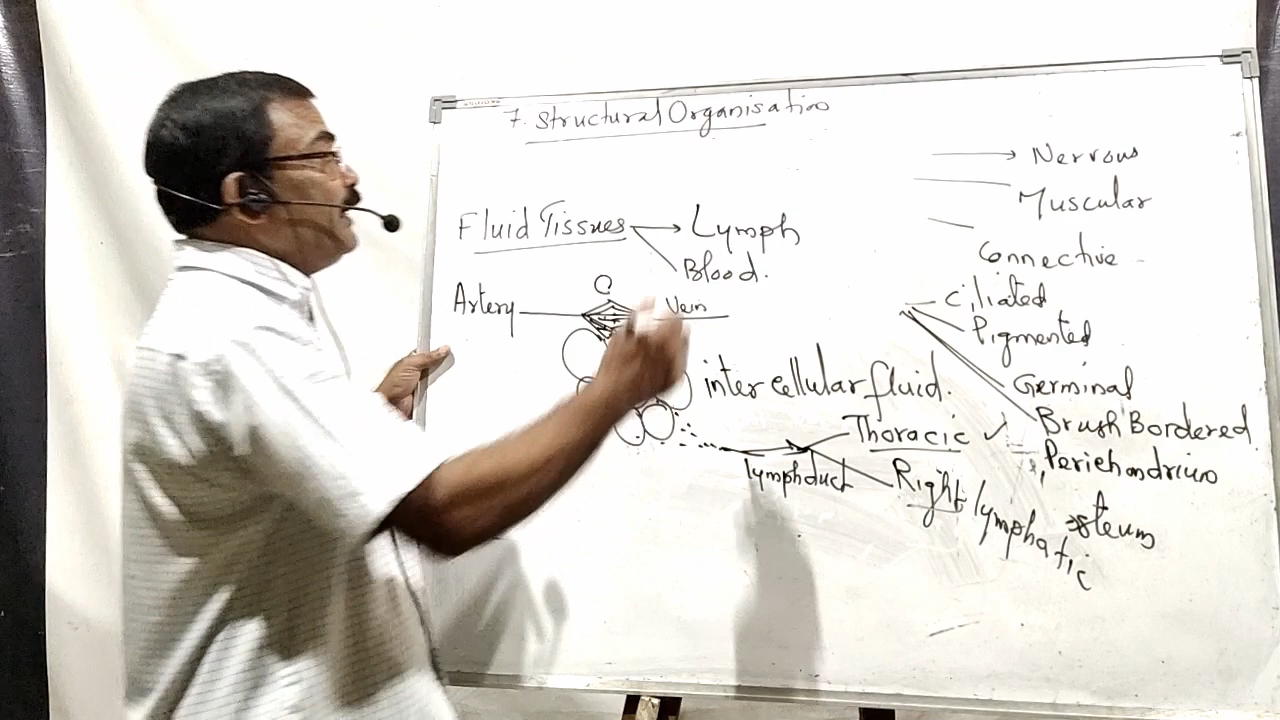 7. Structural Organisation
Nervous
Muscular
Connective
Fluid Tissues
Lymph
Blood.
Artery
C
Vein
Ciliated
Pigmented
Germinal
Brush Bordered
Perichondrium
intercellular fluid.
Thoracic
Lymphduct
Right lymphatic
osteum